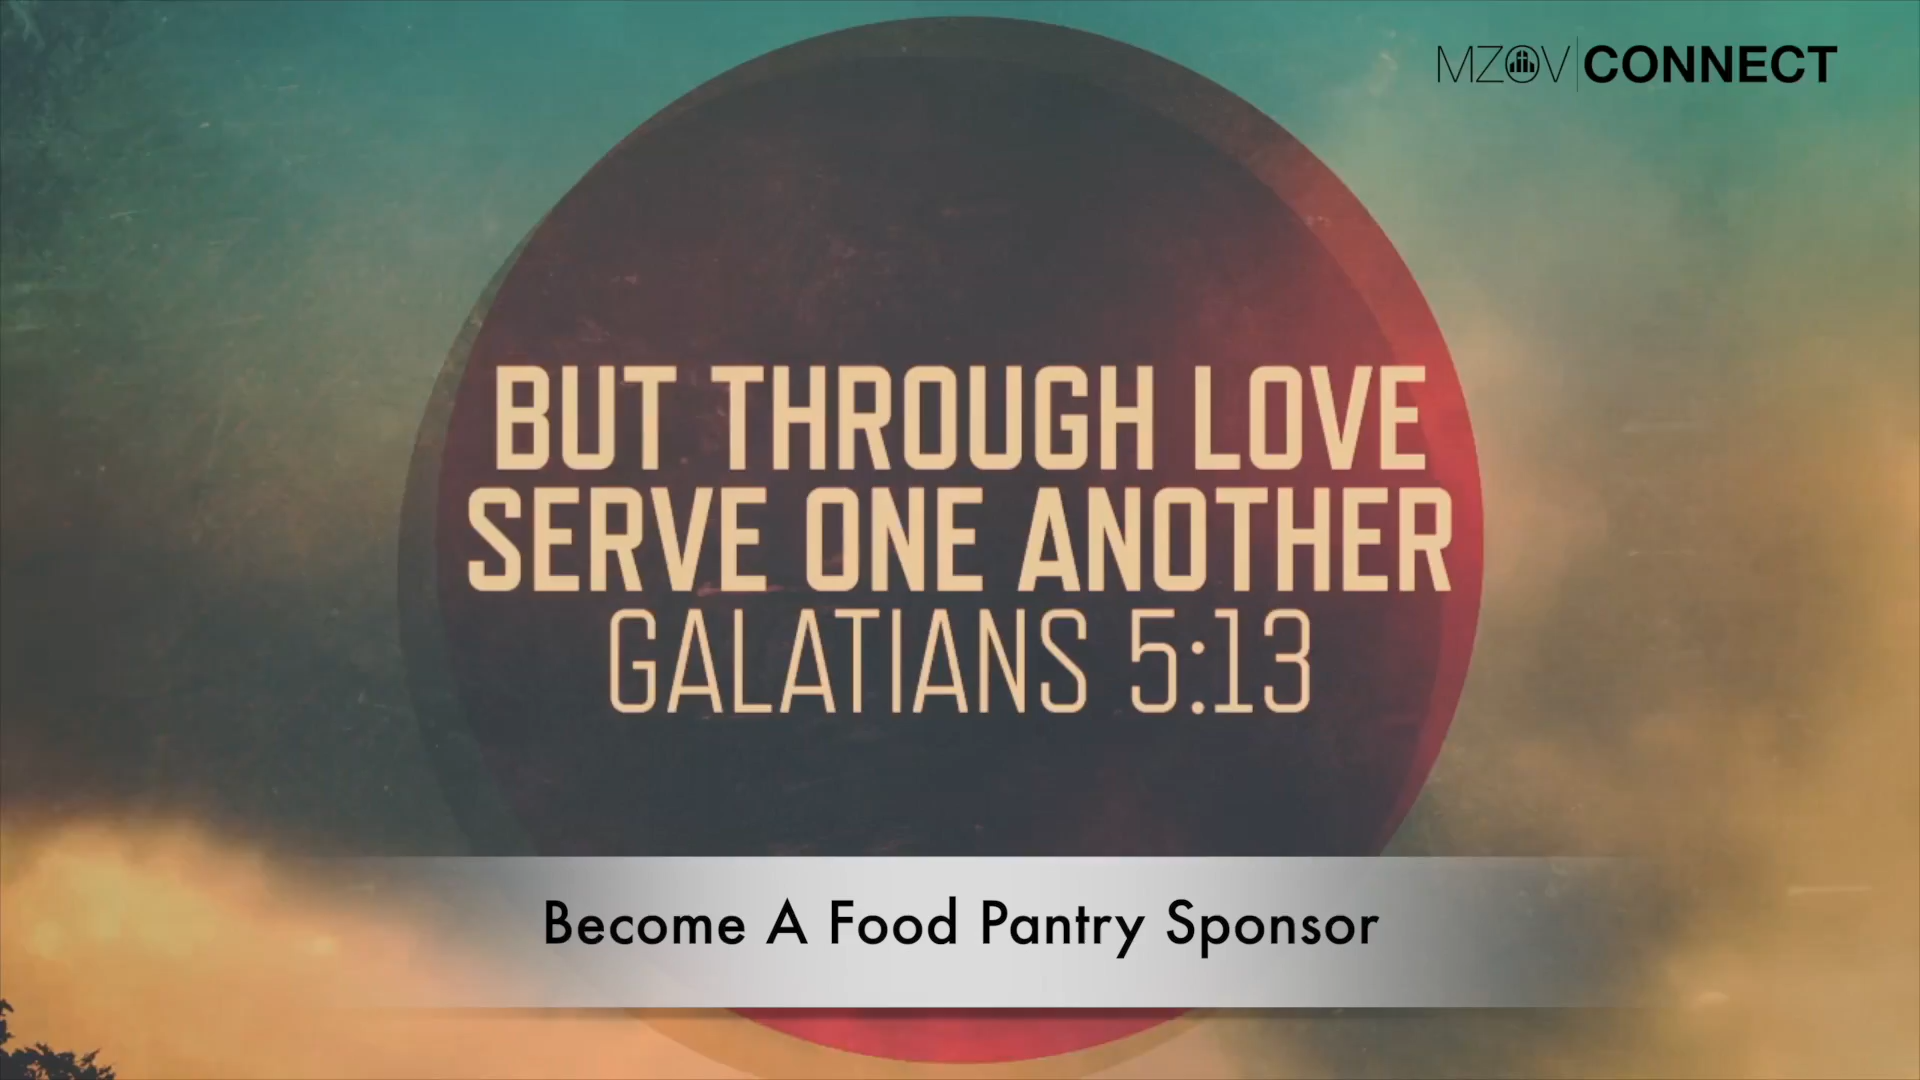 MZOV|CONNECT
BUT THROUGH LOVE
SERVE ONE ANOTHER
GALATIANS 5:13
Become A Food Pantry Sponsor